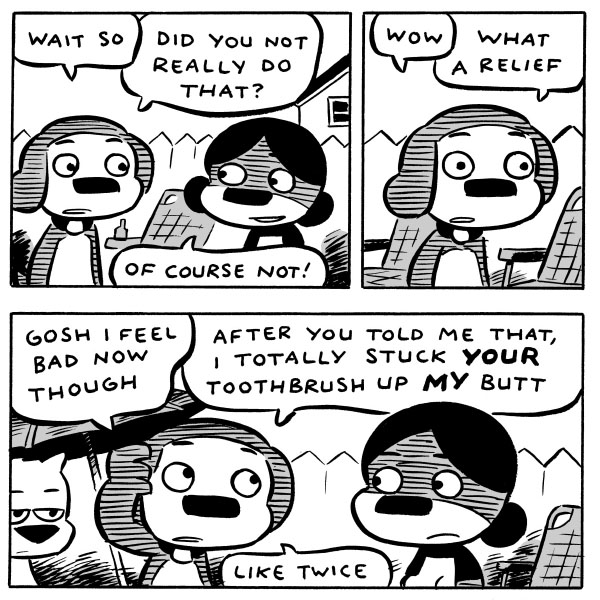 WAIT SO
DID YOU NOT
REALLY DO
THAT?
OF COURSE NOT!
WOW
WHAT
A RELIEF
GOSH I FEEL
BAD NOW
THOUGH
AFTER YOU TOLD ME THAT,
I TOTALLY STUCK YOUR
TOOTHBRUSH UP MY BUTT
LIKE TWICE